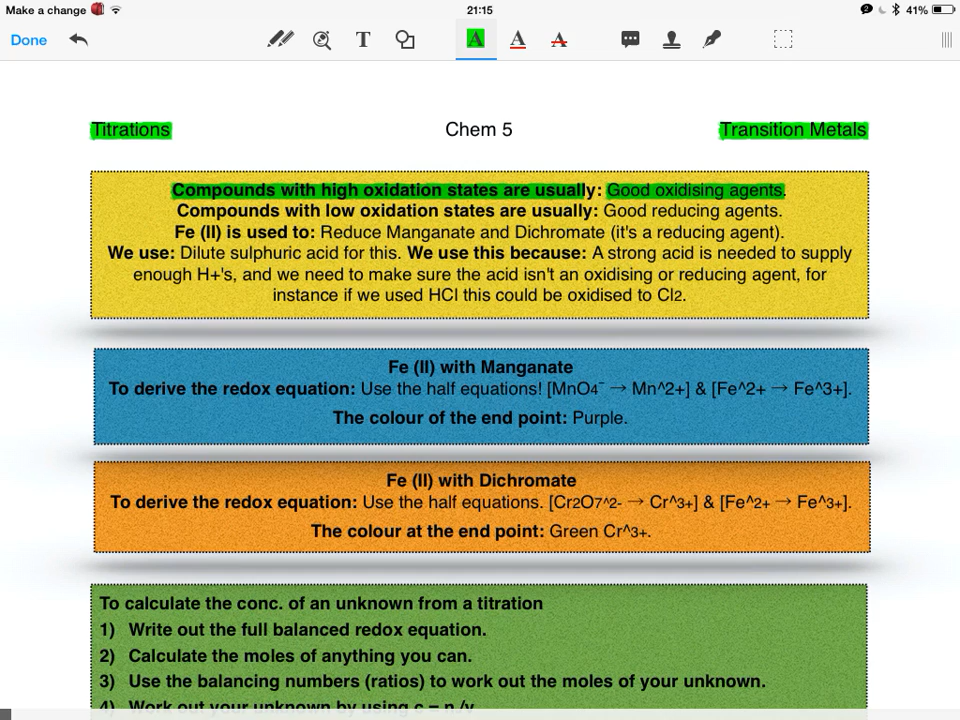 Make a change
21:15
2
41%
Done
T A A A
Titrations Chem 5 Transition Metals
Compounds with high oxidation states are usually: Good oxidising agents.
Compounds with low oxidation states are usually: Good reducing agents.
Fe (II) is used to: Reduce Manganate and Dichromate (it's a reducing agent).
We use: Dilute sulphuric acid for this. We use this because: A strong acid is needed to supply
enough H+'s, and we need to make sure the acid isn't an oxidising or reducing agent, for
instance if we used HCl this could be oxidised to Cl2.
Fe (II) with Manganate
To derive the redox equation: Use the half equations! [MnO4⁻ → Mn^2+] & [Fe^2+ → Fe^3+].
The colour of the end point: Purple.
Fe (II) with Dichromate
To derive the redox equation: Use the half equations. [Cr2O7^2- → Cr^3+] & [Fe^2+ → Fe^3+].
The colour at the end point: Green Cr^3+.
To calculate the conc. of an unknown from a titration
1) Write out the full balanced redox equation.
2) Calculate the moles of anything you can.
3) Use the balancing numbers (ratios) to work out the moles of your unknown.
4) Work out your unknown by using c = n /v